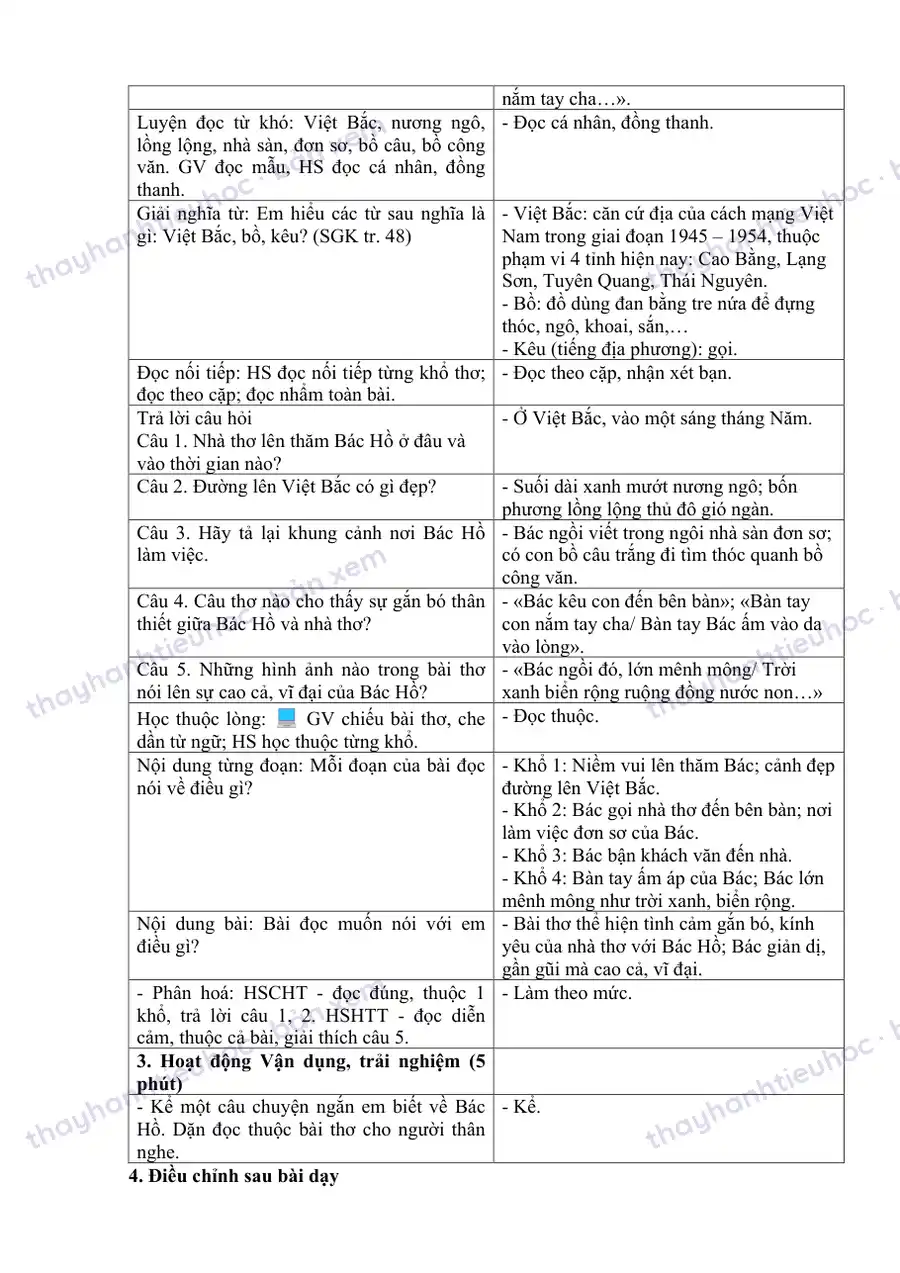 nắm tay cha…».
Luyện đọc từ khó: Việt Bắc, nương ngô,
lồng lộng, nhà sàn, đơn sơ, bồ câu, bồ công
văn. GV đọc mẫu, HS đọc cá nhân, đồng
thanh.
- Đọc cá nhân, đồng thanh.
Giải nghĩa từ: Em hiểu các từ sau nghĩa là
gì: Việt Bắc, bồ, kêu? (SGK tr. 48)
- Việt Bắc: căn cứ địa của cách mạng Việt
Nam trong giai đoạn 1945 – 1954, thuộc
phạm vi 4 tỉnh hiện nay: Cao Bằng, Lạng
Sơn, Tuyên Quang, Thái Nguyên.
- Bồ: đồ dùng đan bằng tre nứa để đựng
thóc, ngô, khoai, sắn,…
- Kêu (tiếng địa phương): gọi.
Đọc nối tiếp: HS đọc nối tiếp từng khổ thơ;
đọc theo cặp; đọc nhẩm toàn bài.
- Đọc theo cặp, nhận xét bạn.
Trả lời câu hỏi
Câu 1. Nhà thơ lên thăm Bác Hồ ở đâu và
vào thời gian nào?
- Ở Việt Bắc, vào một sáng tháng Năm.
Câu 2. Đường lên Việt Bắc có gì đẹp?
- Suối dài xanh mướt nương ngô; bốn
phương lồng lộng thủ đô gió ngàn.
Câu 3. Hãy tả lại khung cảnh nơi Bác Hồ
làm việc.
- Bác ngồi viết trong ngôi nhà sàn đơn sơ;
có con bồ câu trắng đi tìm thóc quanh bồ
công văn.
Câu 4. Câu thơ nào cho thấy sự gắn bó thân
thiết giữa Bác Hồ và nhà thơ?
- «Bác kêu con đến bên bàn»; «Bàn tay
con nắm tay cha/ Bàn tay Bác ấm vào da
vào lòng».
Câu 5. Những hình ảnh nào trong bài thơ
nói lên sự cao cả, vĩ đại của Bác Hồ?
- «Bác ngồi đó, lớn mênh mông/ Trời
xanh biển rộng ruộng đồng nước non…»
Học thuộc lòng: GV chiếu bài thơ, che
dần từ ngữ; HS học thuộc từng khổ.
- Đọc thuộc.
Nội dung từng đoạn: Mỗi đoạn của bài đọc
nói về điều gì?
- Khổ 1: Niềm vui lên thăm Bác; cảnh đẹp
đường lên Việt Bắc.
- Khổ 2: Bác gọi nhà thơ đến bên bàn; nơi
làm việc đơn sơ của Bác.
- Khổ 3: Bác bận khách văn đến nhà.
- Khổ 4: Bàn tay ấm áp của Bác; Bác lớn
mênh mông như trời xanh, biển rộng.
Nội dung bài: Bài đọc muốn nói với em
điều gì?
- Bài thơ thể hiện tình cảm gắn bó, kính
yêu của nhà thơ với Bác Hồ; Bác giản dị,
gần gũi mà cao cả, vĩ đại.
- Phân hoá: HSCHT - đọc đúng, thuộc 1
khổ, trả lời câu 1, 2. HSHTT - đọc diễn
cảm, thuộc cả bài, giải thích câu 5.
- Làm theo mức.
3. Hoạt động Vận dụng, trải nghiệm (5
phút)
- Kể một câu chuyện ngắn em biết về Bác
Hồ. Dặn đọc thuộc bài thơ cho người thân
nghe.
- Kể.
4. Điều chỉnh sau bài dạy
thayhanhtieuhoc · bản xem
thayhanhtieuhoc · b
thayhanhtieuhoc · bản xem
thayhanhtieuhoc · b
thayhanhtieuhoc · bản xem
thayhanhtieuhoc · b